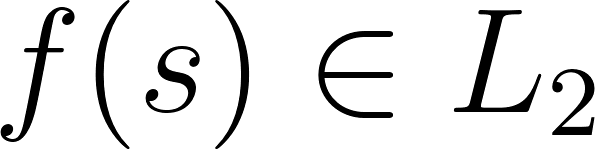 f(s) ∈ L₂